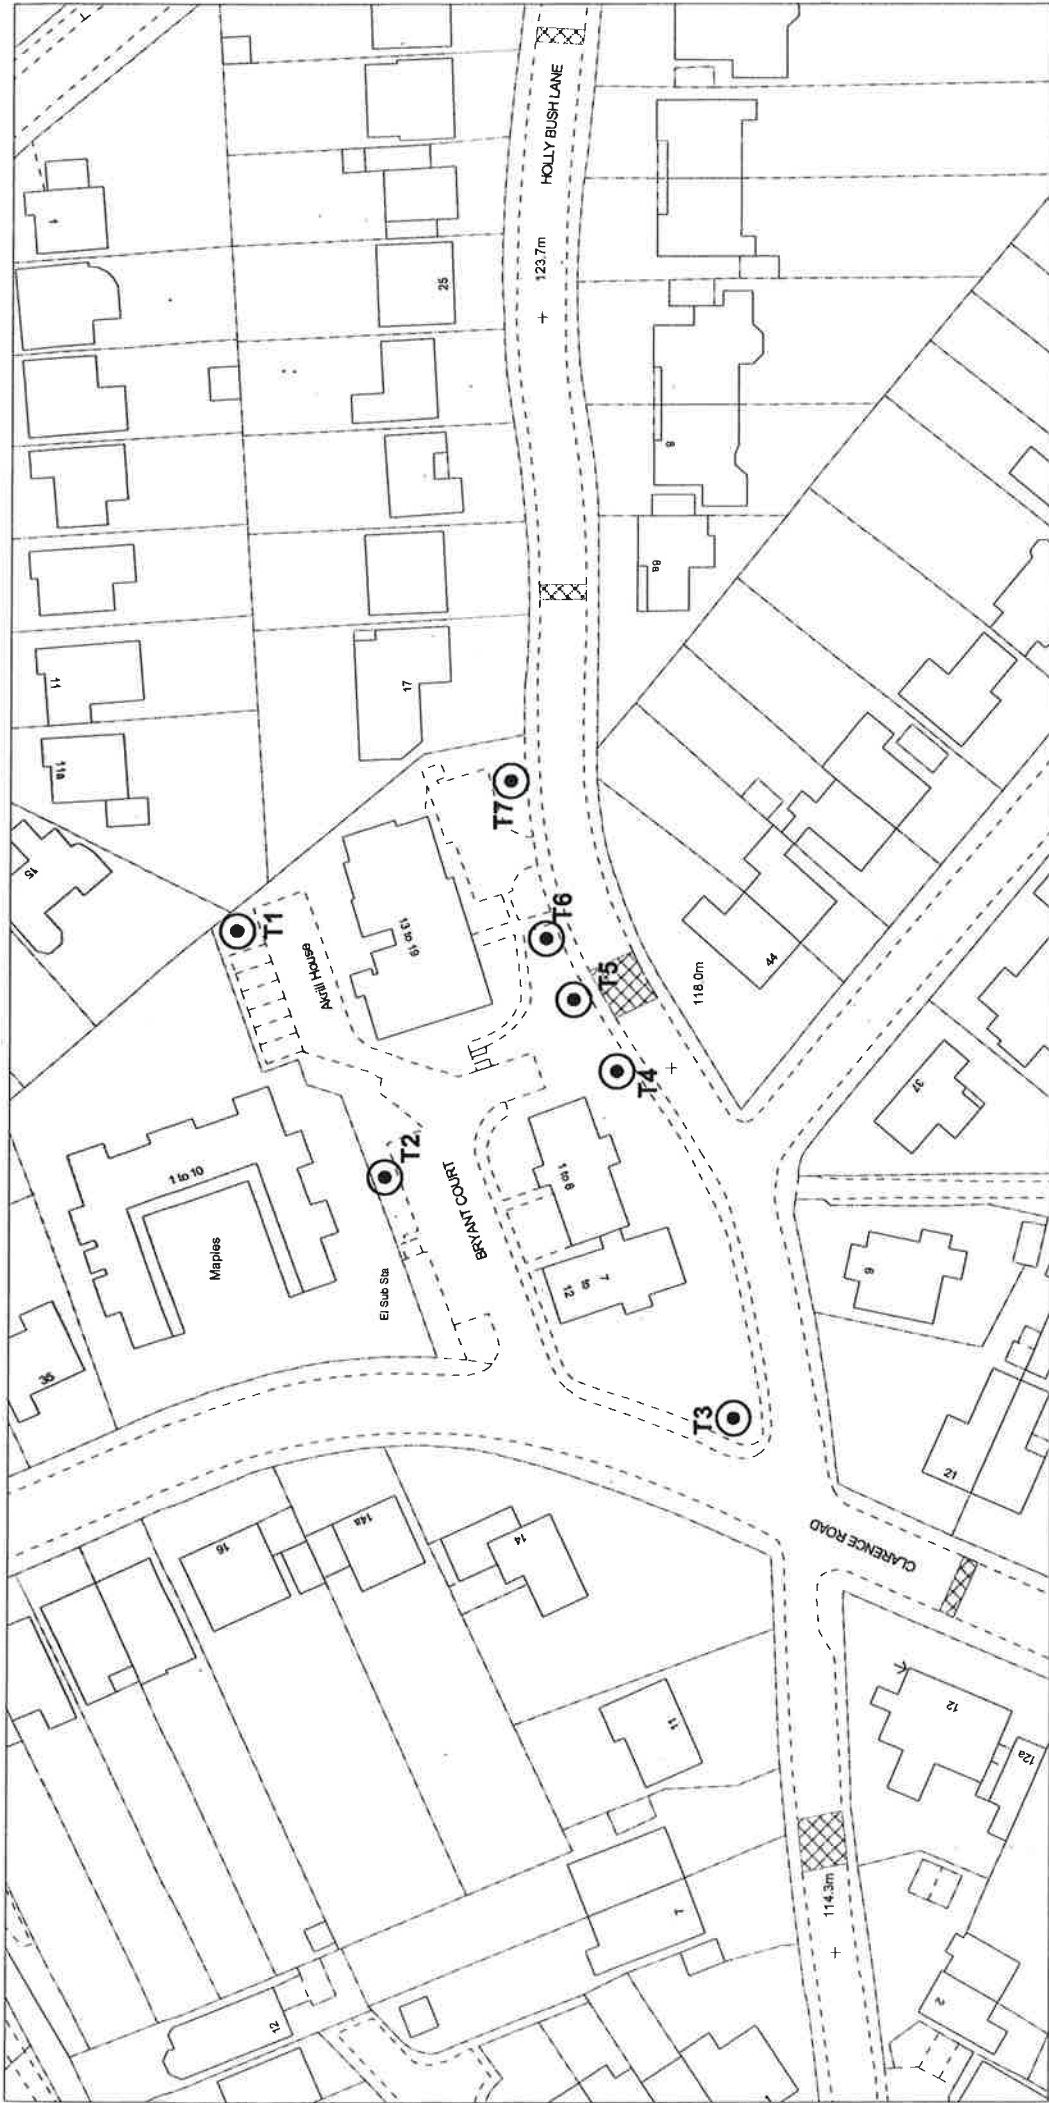 1
25
HOLLY BUSH LANE
123.7m
8
8a
11
11a
17
15
T7
T1
Akrill House
13 to 19
T6
T5
118.0m
44
T4
37
1 to 10
Maples
T2
BRYANT COURT
El Sub Sta
1 to 6
7
to
12
9
35
T3
21
CLARENCE ROAD
16
14a
14
11
12
12a
7
114.3m
12
2